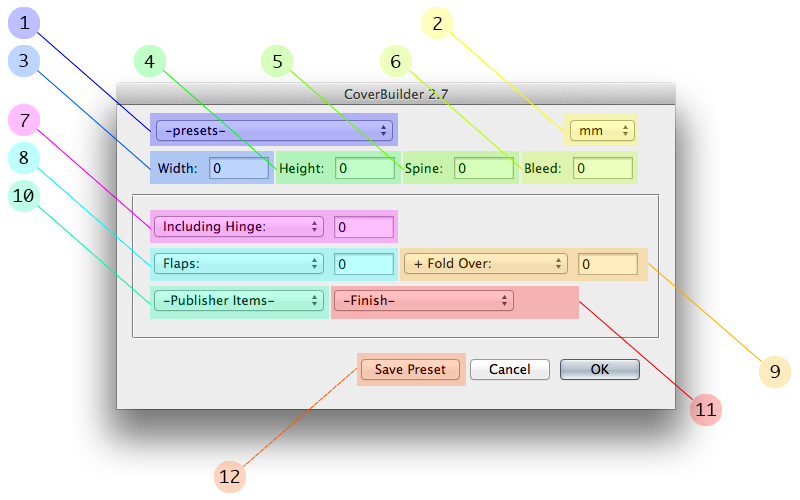 1
2
3
4
5
6
CoverBuilder 2.7
7
-presets-
mm
8
Width: 0 Height: 0 Spine: 0 Bleed: 0
10
Including Hinge: 0
Flaps: 0 + Fold Over: 0
-Publisher Items- -Finish-
Save Preset Cancel OK
9
11
12